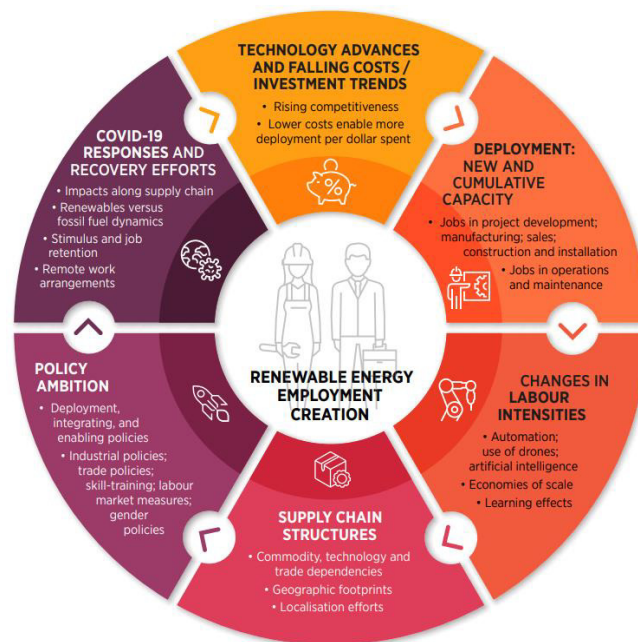 TECHNOLOGY ADVANCES
AND FALLING COSTS /
INVESTMENT TRENDS
• Rising competitiveness
• Lower costs enable more
deployment per dollar spent
%
DEPLOYMENT:
NEW AND
CUMULATIVE
CAPACITY
• Jobs in project development;
manufacturing; sales;
construction and installation
• Jobs in operations
and maintenance
CHANGES IN
LABOUR
INTENSITIES
• Automation;
use of drones;
artificial intelligence
• Economies of scale
• Learning effects
SUPPLY CHAIN
STRUCTURES
• Commodity, technology and
trade dependencies
• Geographic footprints
• Localisation efforts
POLICY
AMBITION
• Deployment,
integrating, and
enabling policies
• Industrial policies;
trade policies;
skill-training; labour
market measures;
gender
policies
COVID-19
RESPONSES AND
RECOVERY EFFORTS
• Impacts along supply chain
• Renewables versus
fossil fuel dynamics
• Stimulus and job
retention
• Remote work
arrangements
RENEWABLE ENERGY
EMPLOYMENT
CREATION